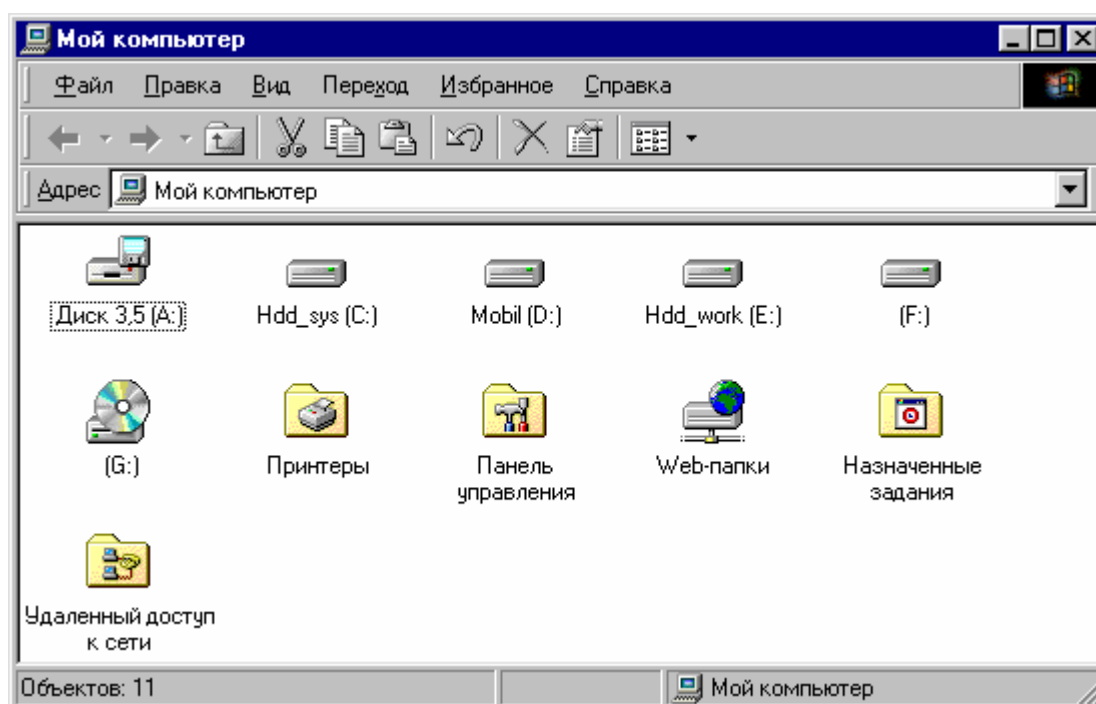 Мой компьютер
Файл Правка Вид Переход Избранное Справка
Адрес Мой компьютер
Диск 3,5 (A:) Hdd_sys (C:) Mobil (D:) Hdd_work (E:) (F:)
(G:) Принтеры Панель Web-папки Назначенные
управления задания
Удаленный доступ
к сети
Объектов: 11 Мой компьютер